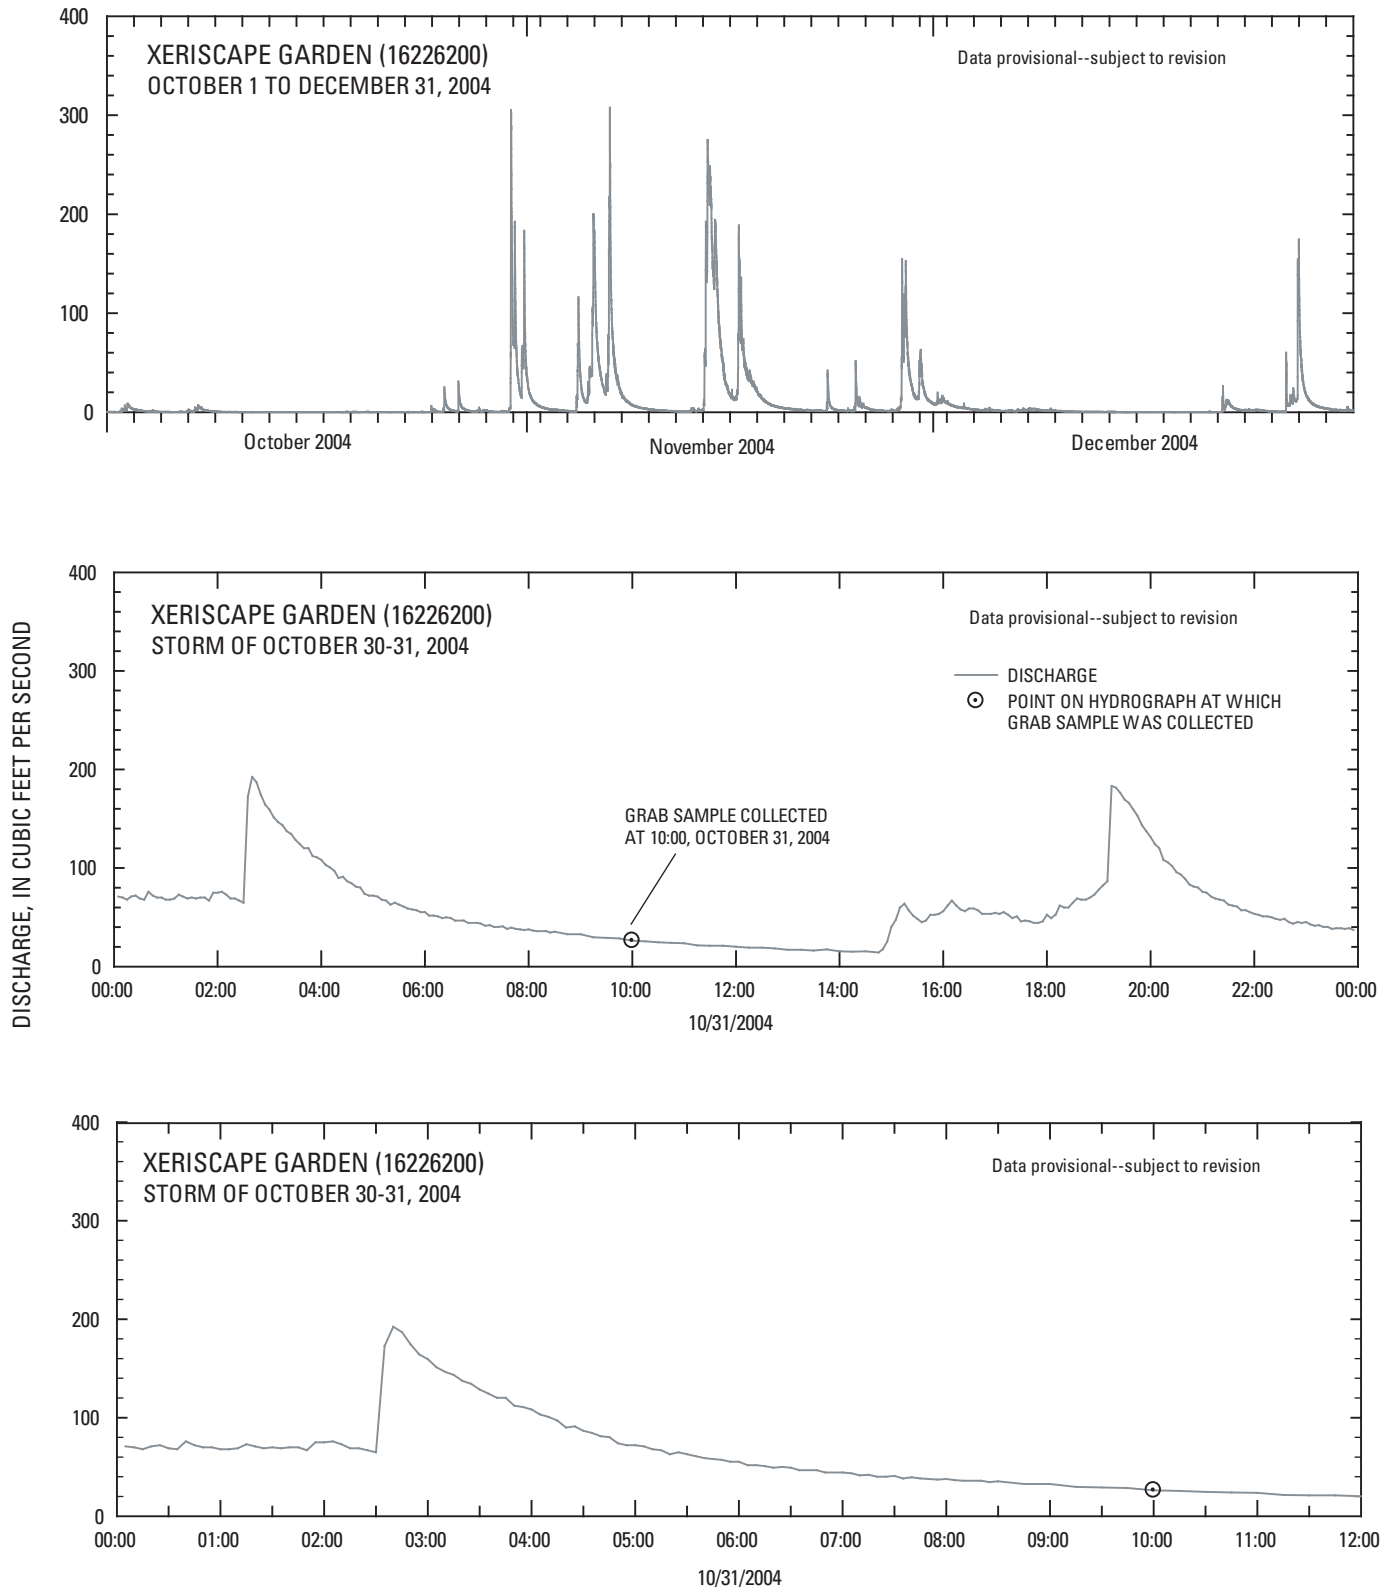 400
XERISCAPE GARDEN (16226200)
Data provisional--subject to revision
OCTOBER 1 TO DECEMBER 31, 2004
300
200
100
0
October 2004
November 2004
December 2004
DISCHARGE, IN CUBIC FEET PER SECOND
400
XERISCAPE GARDEN (16226200)
Data provisional--subject to revision
STORM OF OCTOBER 30-31, 2004
300
DISCHARGE
POINT ON HYDROGRAPH AT WHICH
GRAB SAMPLE WAS COLLECTED
200
GRAB SAMPLE COLLECTED
AT 10:00, OCTOBER 31, 2004
100
0
00:00 02:00 04:00 06:00 08:00 10:00 12:00 14:00 16:00 18:00 20:00 22:00 00:00
10/31/2004
400
XERISCAPE GARDEN (16226200)
Data provisional--subject to revision
STORM OF OCTOBER 30-31, 2004
300
200
100
0
00:00 01:00 02:00 03:00 04:00 05:00 06:00 07:00 08:00 09:00 10:00 11:00 12:00
10/31/2004